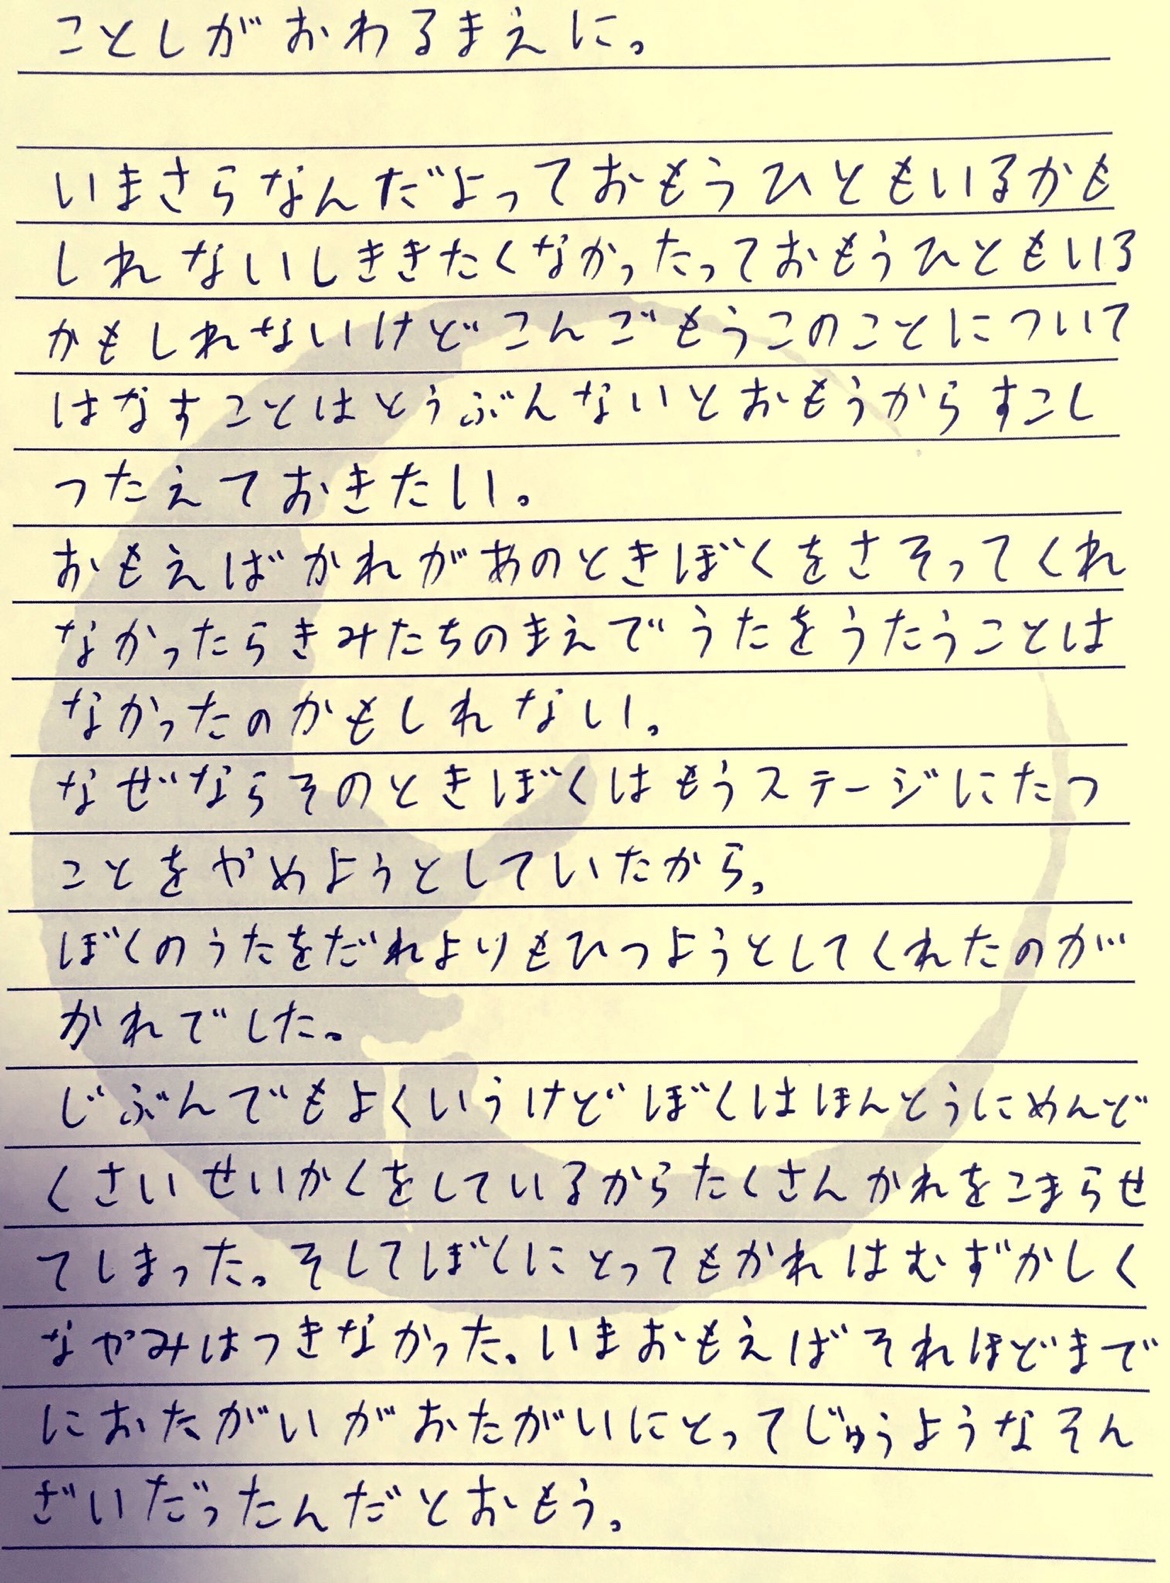 ことしがおわるまえに。
いまさらなんだよっておもうひともいるかも
しれないしききたくなかったっておもうひともいる
かもしれないけどこんごもうこのことについて
はなすことはとうぶんないとおもうからすこし
つたえておきたい。
おもえばかれがあのときぼくをさそってくれ
なかったらきみたちのまえでうたをうたうことは
なかったのかもしれない。
なぜならそのときぼくはもうステージにたつ
ことをやめようとしていたから。
ぼくのうたをだれよりもひつようとしてくれたのが
かれでした。
じぶんでもよくいうけどぼくはほんとうにめんど
くさいせいかくをしているからたくさんかれをこまらせ
てしまった。そしてぼくにとってもかれはむずかしく
なやみはつきなかった。いまおもえばそれほどまで
におたがいがおたがいにとってじゅうようなそん
ざいだったんだとおもう。